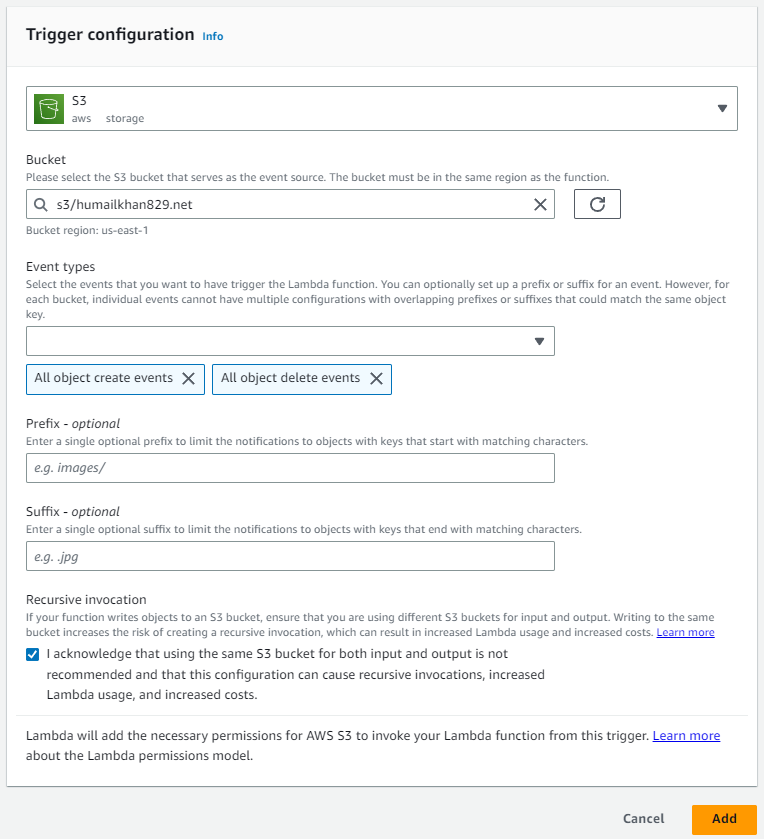 Trigger configuration Info
S3
aws storage
Bucket
Please select the S3 bucket that serves as the event source. The bucket must be in the same region as the function.
s3/humailkhan829.net
Bucket region: us-east-1
Event types
Select the events that you want to have trigger the Lambda function. You can optionally set up a prefix or suffix for an event. However, for
each bucket, individual events cannot have multiple configurations with overlapping prefixes or suffixes that could match the same object
key.
All object create events All object delete events
Prefix - optional
Enter a single optional prefix to limit the notifications to objects with keys that start with matching characters.
e.g. images/
Suffix - optional
Enter a single optional suffix to limit the notifications to objects with keys that end with matching characters.
e.g. .jpg
Recursive invocation
If your function writes objects to an S3 bucket, ensure that you are using different S3 buckets for input and output. Writing to the same
bucket increases the risk of creating a recursive invocation, which can result in increased Lambda usage and increased costs. Learn more
I acknowledge that using the same S3 bucket for both input and output is not
recommended and that this configuration can cause recursive invocations, increased
Lambda usage, and increased costs.
Lambda will add the necessary permissions for AWS S3 to invoke your Lambda function from this trigger. Learn more
about the Lambda permissions model.
Cancel Add